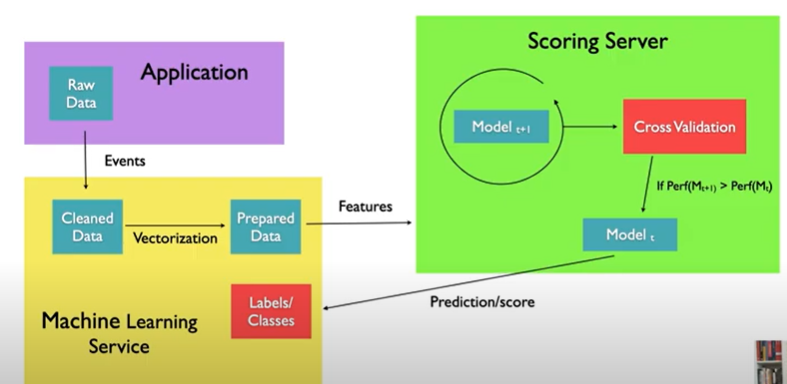 Application
Raw
Data
Events
Cleaned
Data
Vectorization
Prepared
Data
Features
Labels/
Classes
Machine Learning
Service
Scoring Server
Model t+1
Cross Validation
If Perf(Mt+1) > Perf(Mt)
Model t
Prediction/score